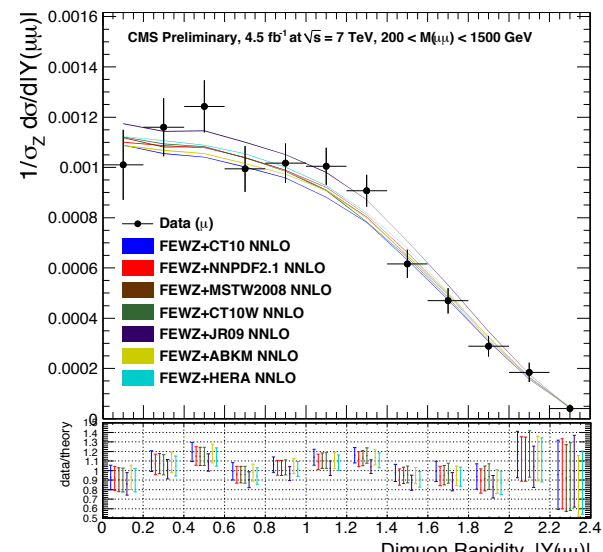 CMS Preliminary, 4.5 fb⁻¹ at √s = 7 TeV, 200 < M(μμ) < 1500 GeV
1/σ_Z dσ/d|Y(μμ)|
0.0016
0.0014
0.0012
0.001
0.0008
0.0006
0.0004
0.0002
0
Data (μ)
FEWZ+CT10 NNLO
FEWZ+NNPDF2.1 NNLO
FEWZ+MSTW2008 NNLO
FEWZ+CT10W NNLO
FEWZ+JR09 NNLO
FEWZ+ABKM NNLO
FEWZ+HERA NNLO
data/theory
1.4
1.3
1.2
1.1
1.0
0.9
0.8
0.7
0.6
0.5
0 0.2 0.4 0.6 0.8 1 1.2 1.4 1.6 1.8 2 2.2 2.4
Dimuon Rapidity, |Y(μμ)|